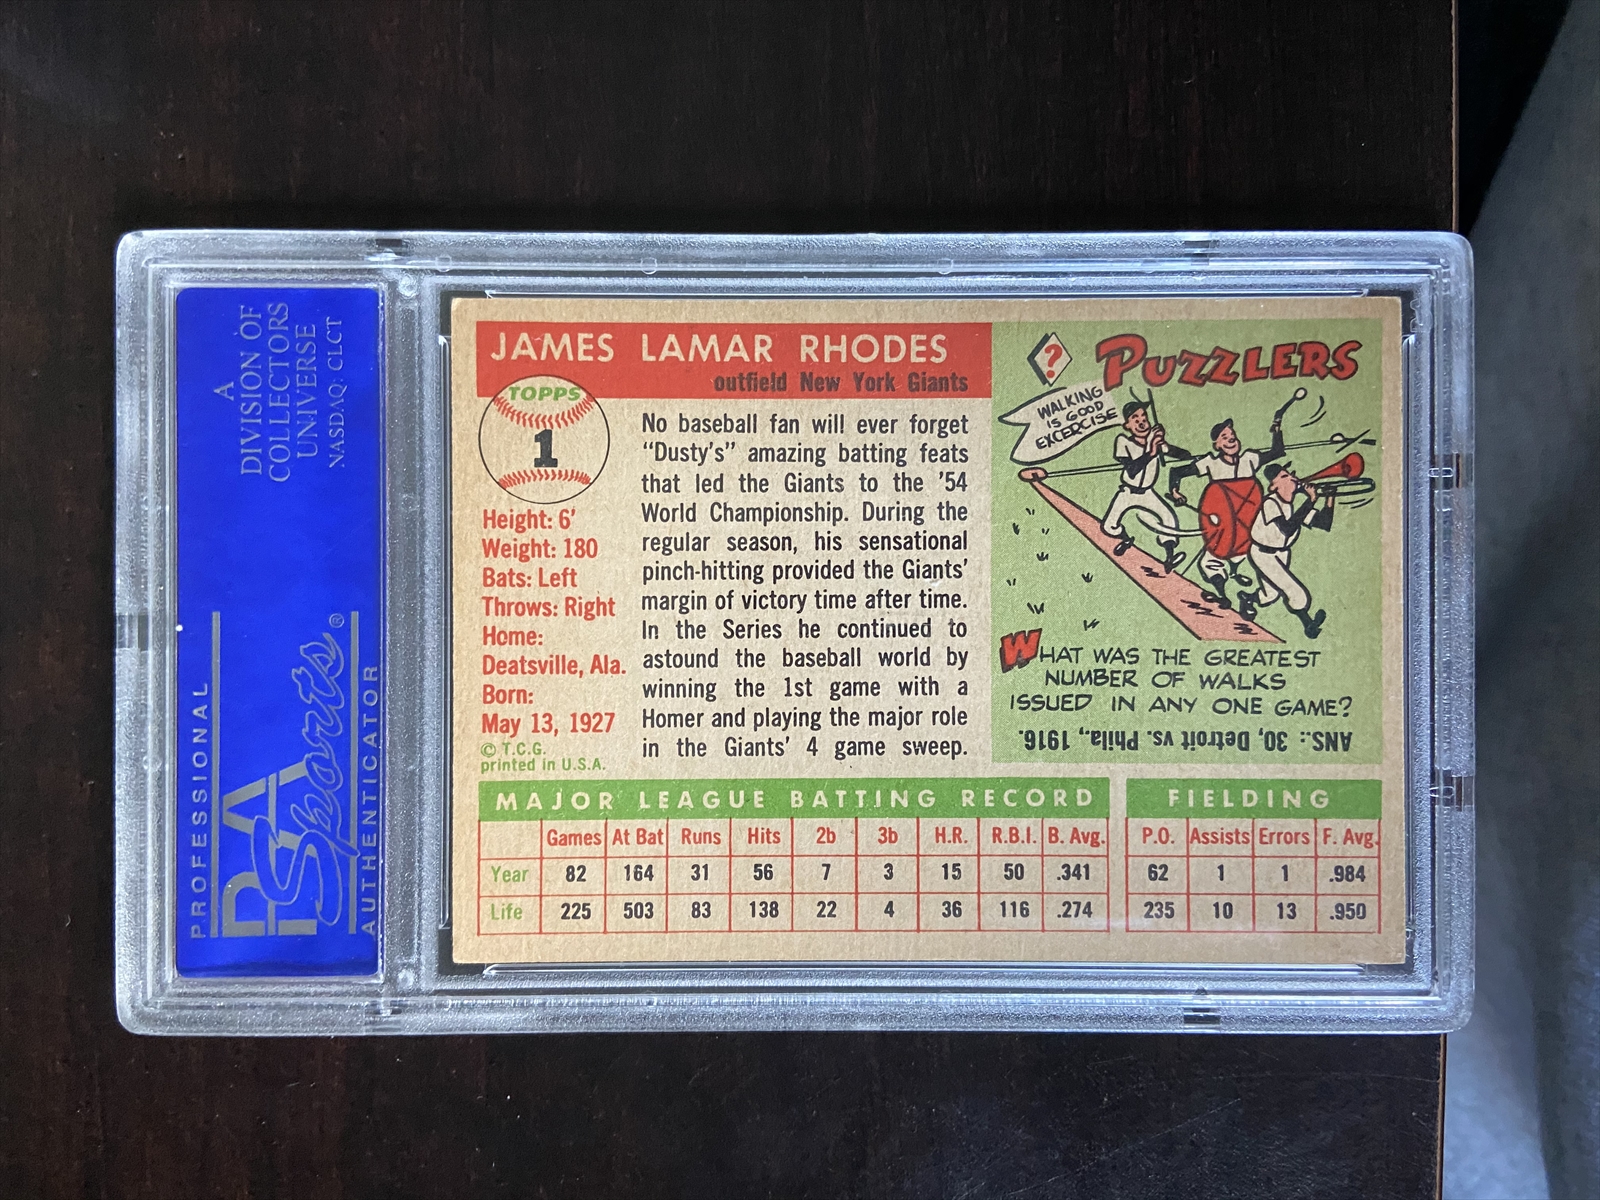 A
DIVISION OF
COLLECTORS
UNIVERSE
NASDAQ: CLCT
PROFESSIONAL
PSA
Sports®
AUTHENTICATOR
JAMES LAMAR RHODES
outfield New York Giants
TOPPS
1
Height: 6'
Weight: 180
Bats: Left
Throws: Right
Home:
Deatsville, Ala.
Born:
May 13, 1927
© T.C.G.
printed in U.S.A.
No baseball fan will ever forget
“Dusty's” amazing batting feats
that led the Giants to the '54
World Championship. During the
regular season, his sensational
pinch-hitting provided the Giants'
margin of victory time after time.
In the Series he continued to
astound the baseball world by
winning the 1st game with a
Homer and playing the major role
in the Giants' 4 game sweep.
? PUZZLERS
WALKING
IS GOOD
EXCERCISE
WHAT WAS THE GREATEST
NUMBER OF WALKS
ISSUED IN ANY ONE GAME?
ANS.: 30, Detroit vs. Phila., 1916.
MAJOR LEAGUE BATTING RECORD
Games At Bat Runs Hits 2b 3b H.R. R.B.I. B. Avg.
Year 82 164 31 56 7 3 15 50 .341
Life 225 503 83 138 22 4 36 116 .274
FIELDING
P.O. Assists Errors F. Avg.
62 1 1 .984
235 10 13 .950